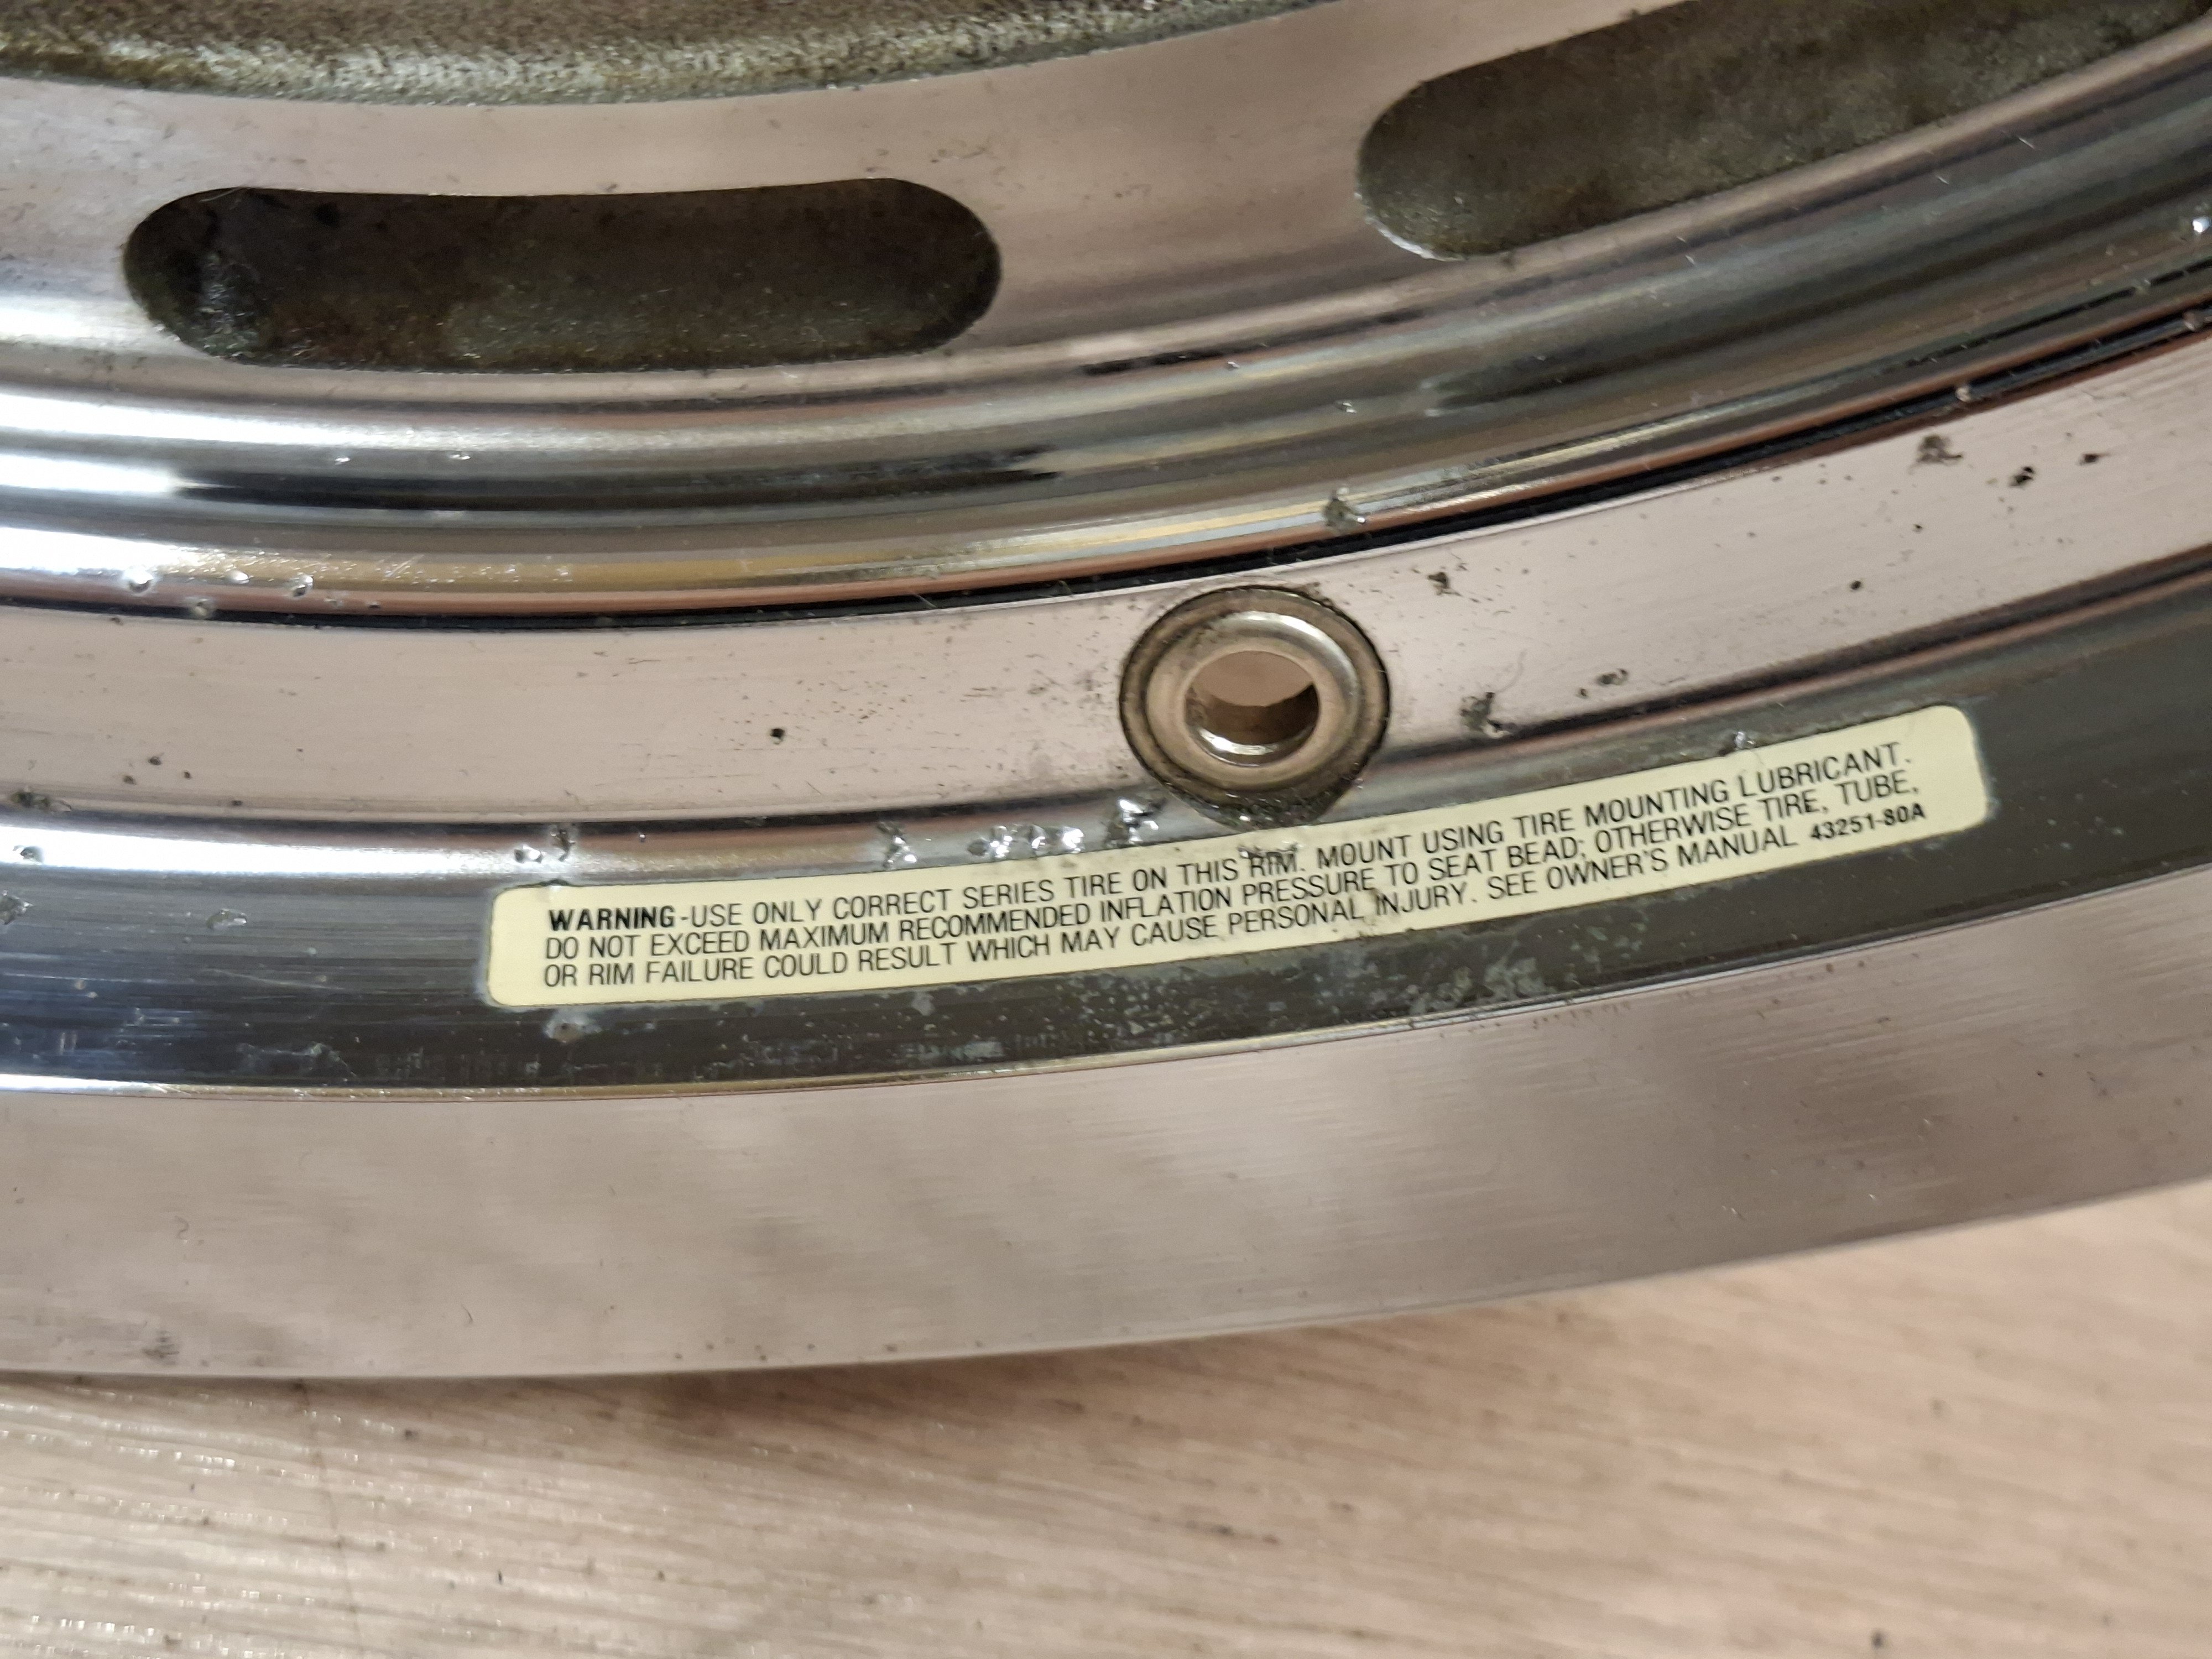 WARNING-USE ONLY CORRECT SERIES TIRE ON THIS RIM. MOUNT USING TIRE MOUNTING LUBRICANT.
DO NOT EXCEED MAXIMUM RECOMMENDED INFLATION PRESSURE TO SEAT BEAD; OTHERWISE TIRE, TUBE,
OR RIM FAILURE COULD RESULT WHICH MAY CAUSE PERSONAL INJURY. SEE OWNER'S MANUAL 43251-80A